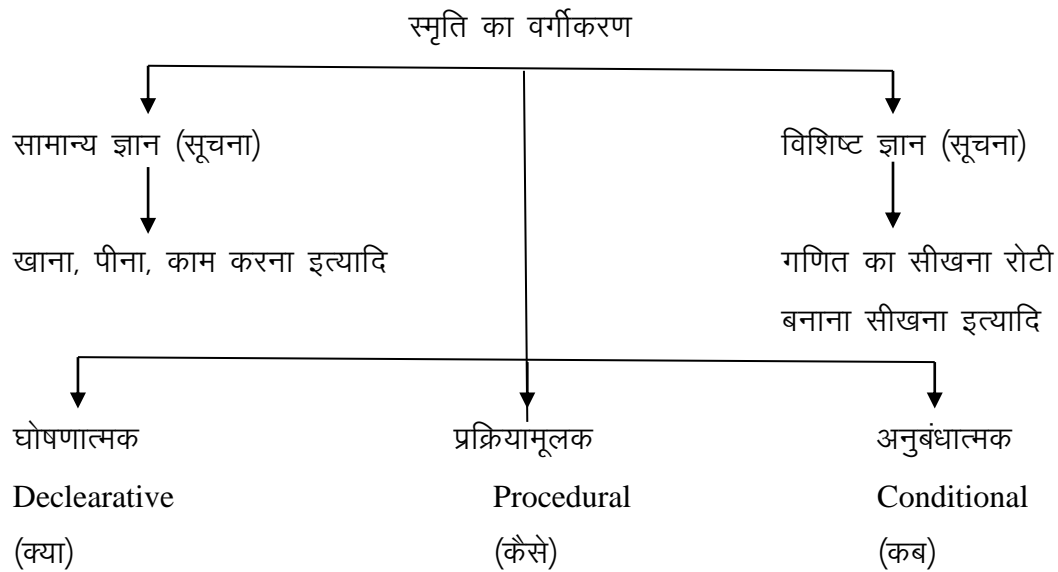 स्मृति का वर्गीकरण
सामान्य ज्ञान (सूचना)
विशिष्ट ज्ञान (सूचना)
खाना, पीना, काम करना इत्यादि
गणित का सीखना रोटी
बनाना सीखना इत्यादि
घोषणात्मक
प्रक्रियामूलक
अनुबंधात्मक
Declearative
Procedural
Conditional
(क्या)
(कैसे)
(कब)